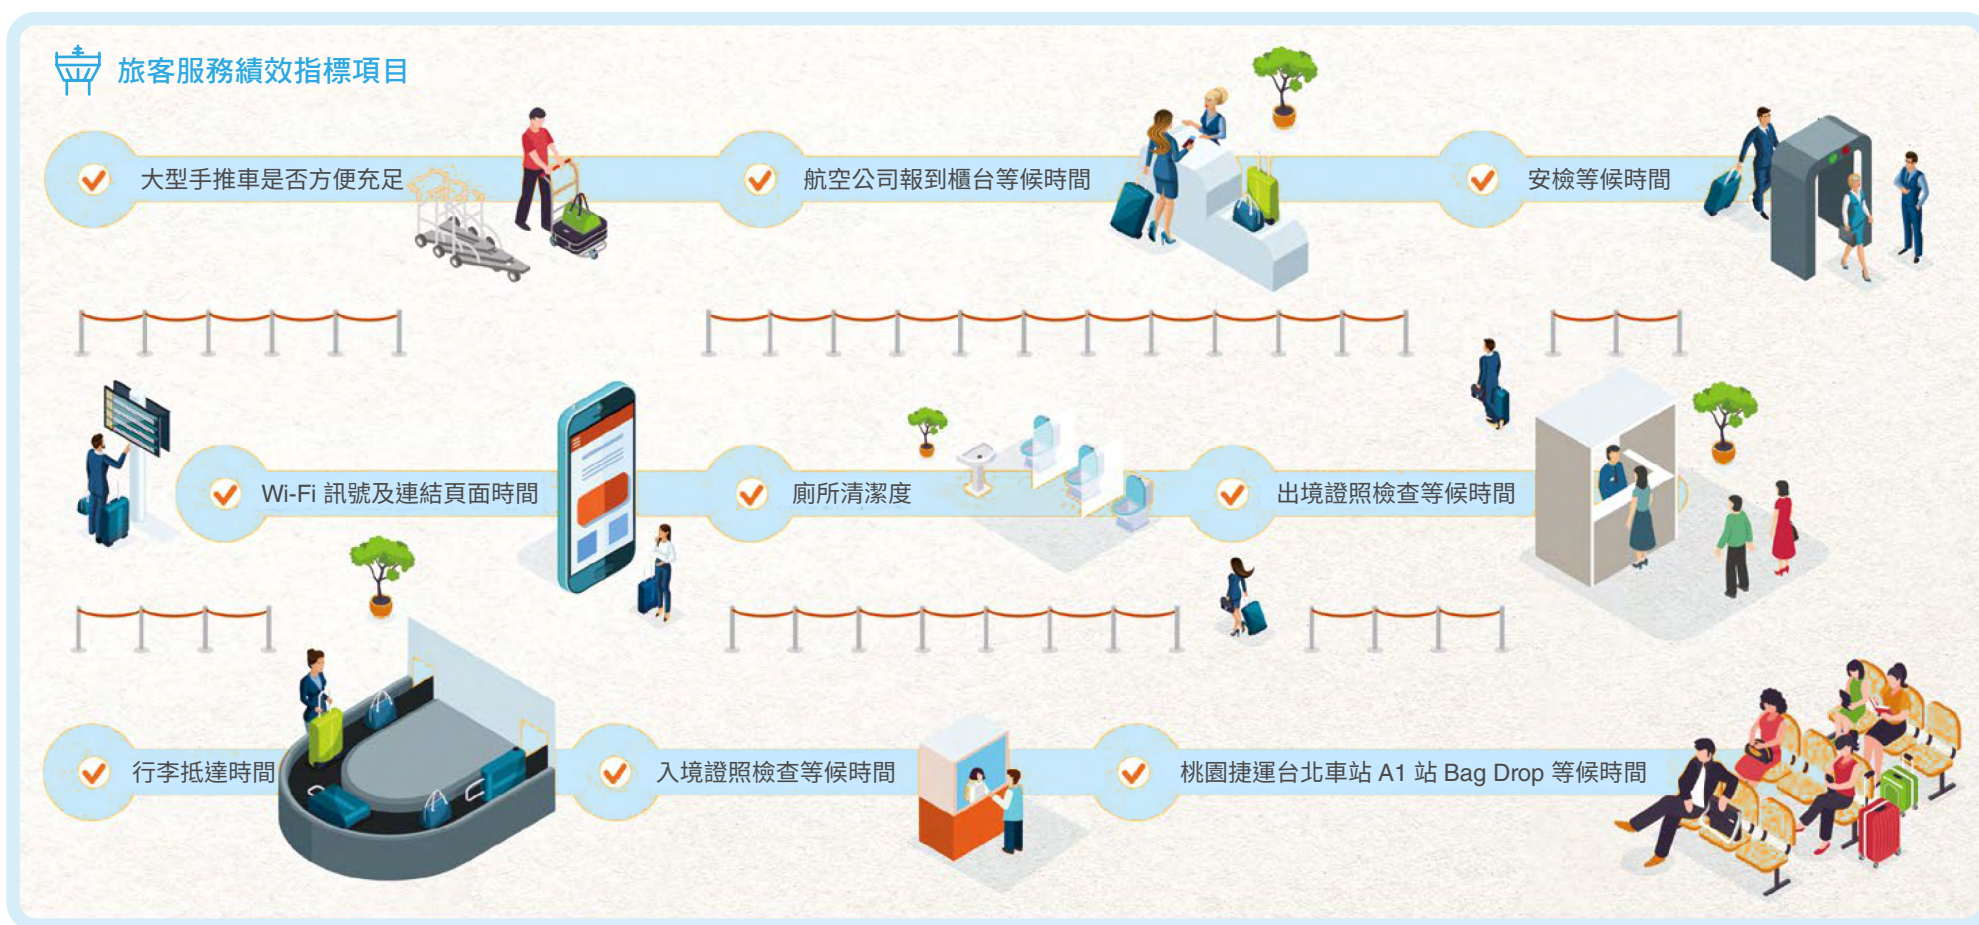 旅客服務績效指標項目
大型手推車是否方便充足
航空公司報到櫃台等候時間
安檢等候時間
Wi-Fi 訊號及連結頁面時間
廁所清潔度
出境證照檢查等候時間
行李抵達時間
入境證照檢查等候時間
桃園捷運台北車站 A1 站 Bag Drop 等候時間